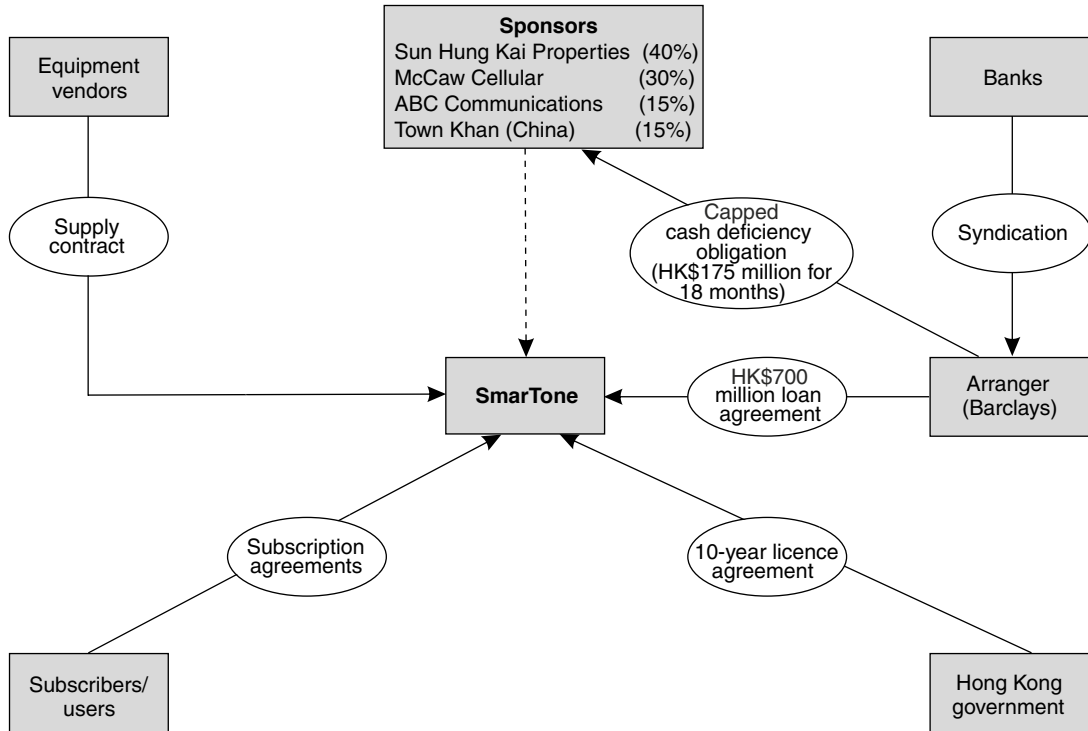 Sponsors
Sun Hung Kai Properties (40%)
McCaw Cellular (30%)
ABC Communications (15%)
Town Khan (China) (15%)
Equipment
vendors
Banks
Supply
contract
Capped
cash deficiency
obligation
(HK$175 million for
18 months)
Syndication
SmarTone
HK$700
million loan
agreement
Arranger
(Barclays)
Subscription
agreements
10-year licence
agreement
Subscribers/
users
Hong Kong
government